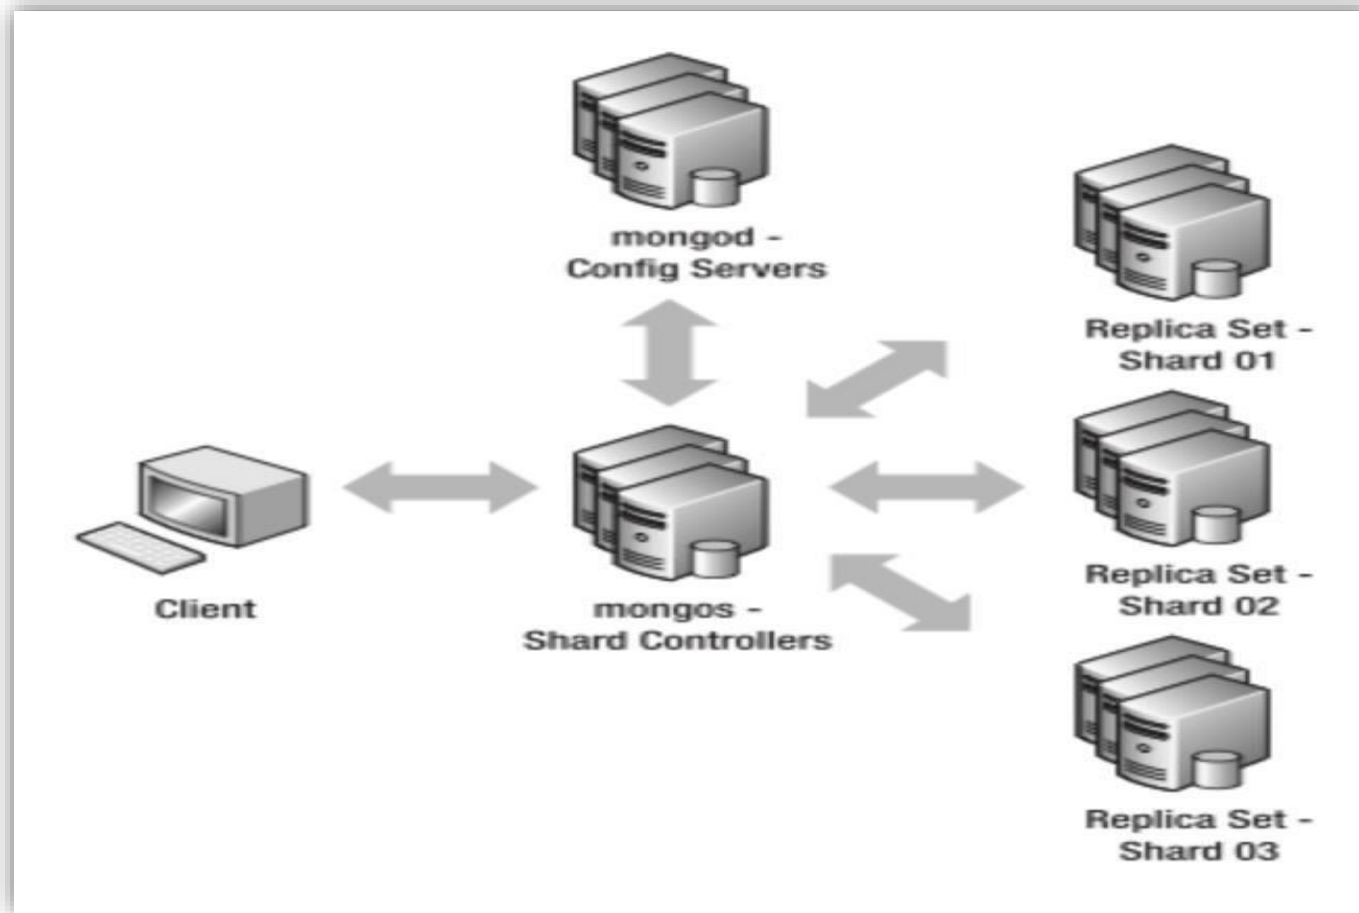 mongod -
Config Servers
Replica Set -
Shard 01
Client
mongos -
Shard Controllers
Replica Set -
Shard 02
Replica Set -
Shard 03